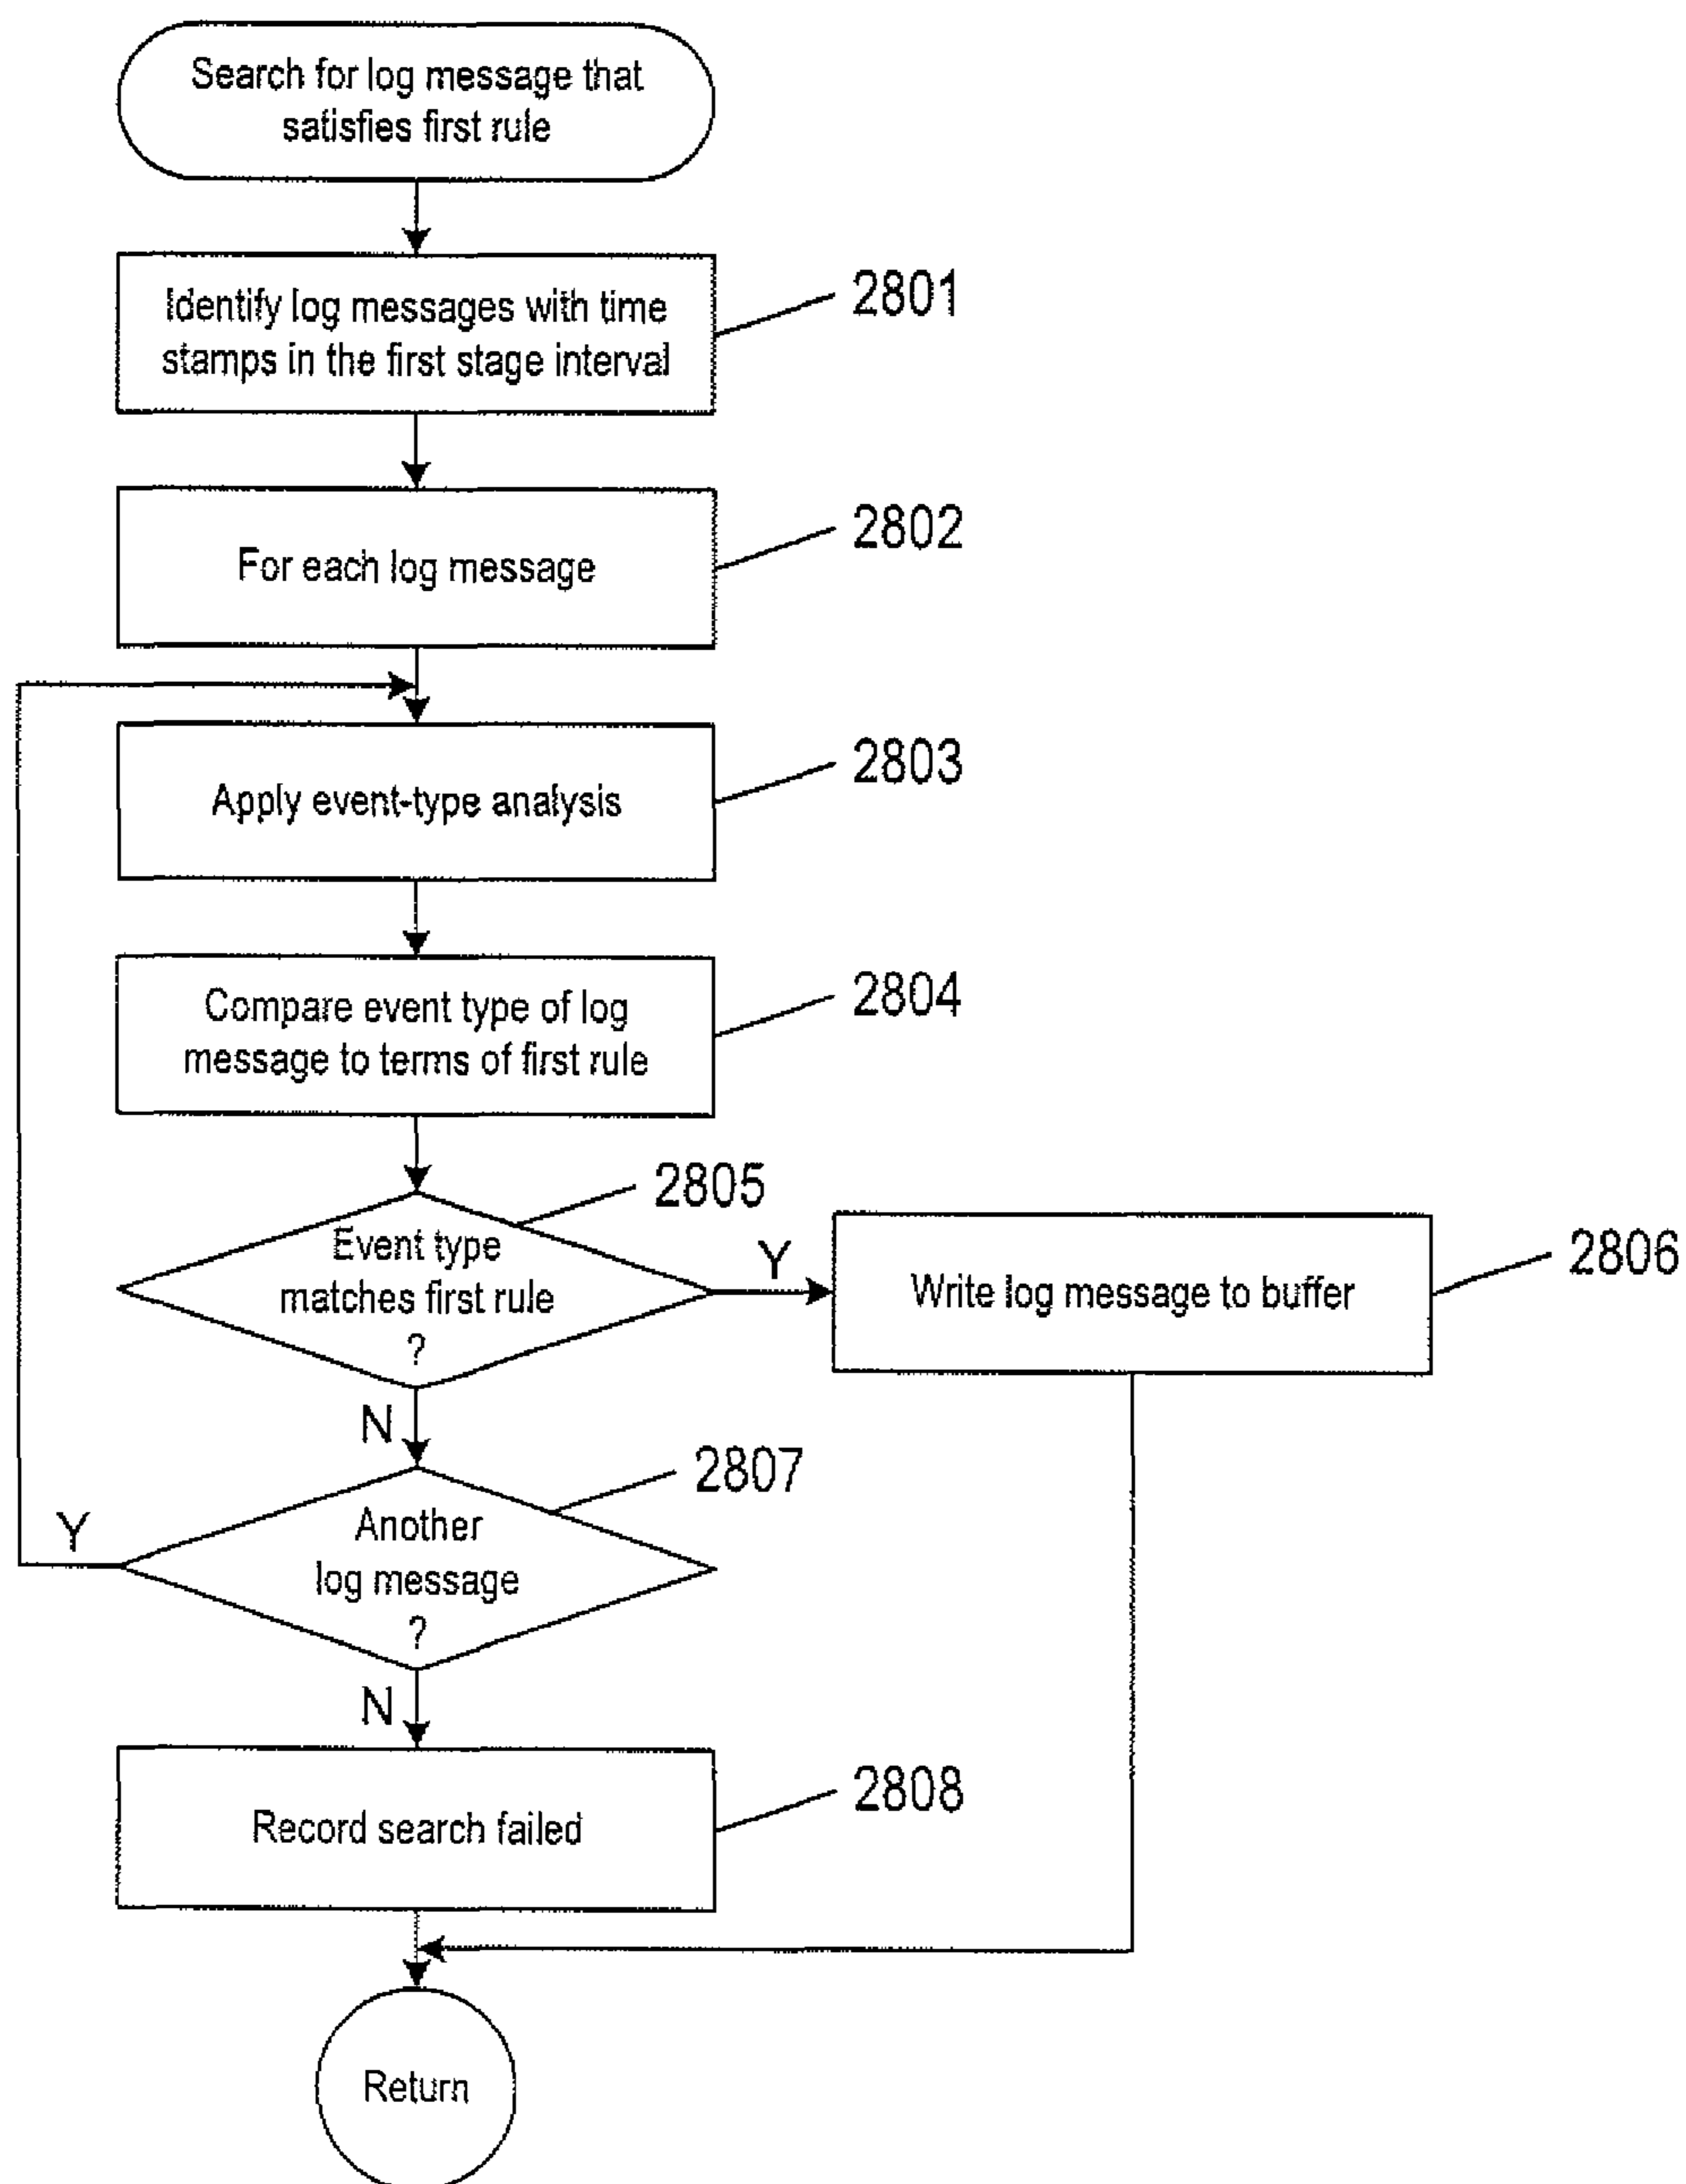 Search for log message that
satisfies first rule
Identify log messages with time
stamps in the first stage interval
2801
For each log message
2802
Apply event-type analysis
2803
Compare event type of log
message to terms of first rule
2804
Event type
matches first rule
?
2805
Y
Write log message to buffer
2806
N
Another
log message
?
2807
Y
N
Record search failed
2808
Return